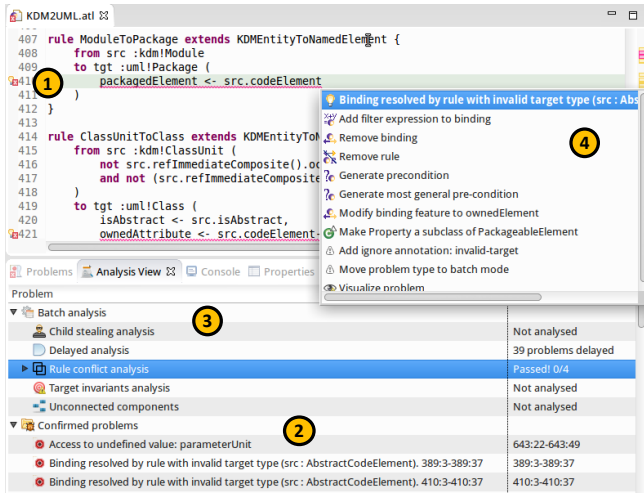 KDM2UML.atl
407 rule ModuleToPackage extends KDMEntityToNamedElement {
408 from src :kdm!Module
409 to tgt :uml!Package (
410 packagedElement <- src.codeElement
411 )
412 }
413
414 rule ClassUnitToClass extends KDMEntityToN
415 from src :kdm!ClassUnit (
416 not src.refImmediateComposite().oc
417 and not (src.refImmediateComposite
418 )
419 to tgt :uml!Class (
420 isAbstract <- src.isAbstract,
421 ownedAttribute <- src.codeElement-
1
Binding resolved by rule with invalid target type (src : Abs
Add filter expression to binding
Remove binding
Remove rule
Generate precondition
Generate most general pre-condition
Modify binding feature to ownedElement
Make Property a subclass of PackageableElement
Add ignore annotation: invalid-target
Move problem type to batch mode
Visualize problem
4
Problems Analysis View Console Properties
Problem
Batch analysis
3
Child stealing analysis Not analysed
Delayed analysis 39 problems delayed
Rule conflict analysis Passed! 0/4
Target invariants analysis Not analysed
Unconnected components Not analysed
Confirmed problems
2
Access to undefined value: parameterUnit 643:22-643:49
Binding resolved by rule with invalid target type (src : AbstractCodeElement). 389:3-389:37 389:3-389:37
Binding resolved by rule with invalid target type (src : AbstractCodeElement). 410:3-410:37 410:3-410:37